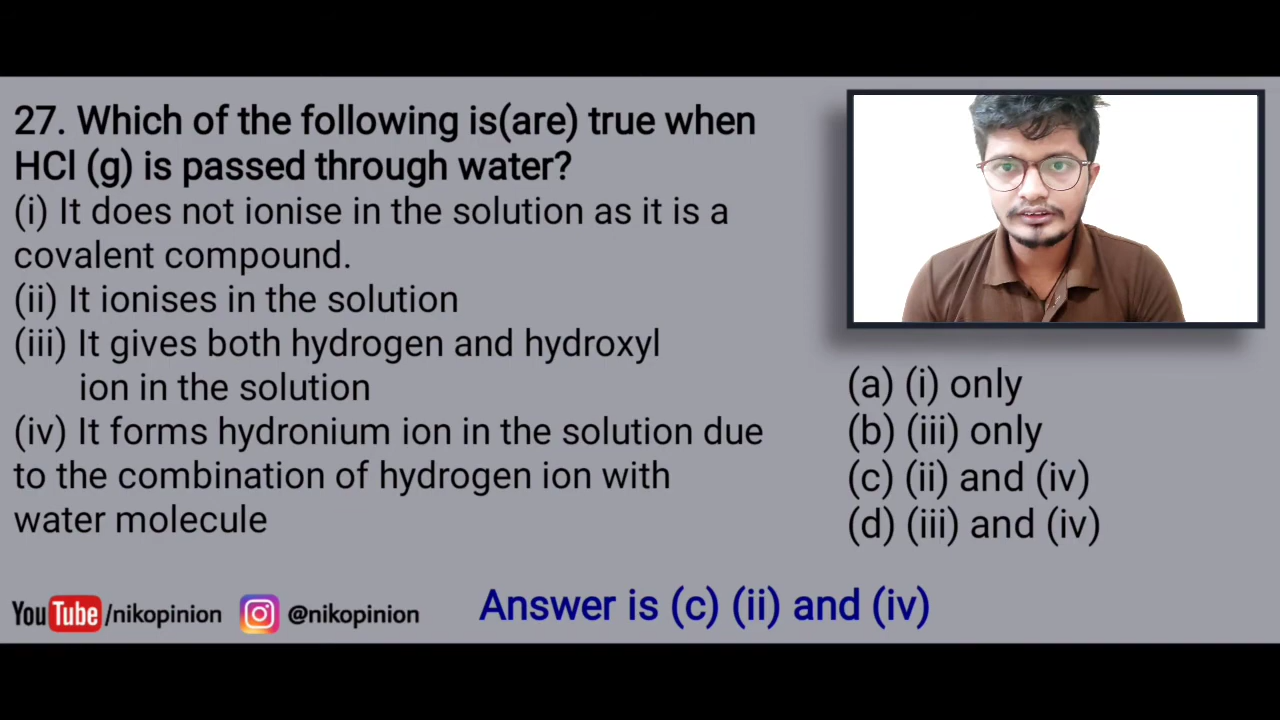 27. Which of the following is(are) true when
HCl (g) is passed through water?
(i) It does not ionise in the solution as it is a
covalent compound.
(ii) It ionises in the solution
(iii) It gives both hydrogen and hydroxyl
ion in the solution
(iv) It forms hydronium ion in the solution due
to the combination of hydrogen ion with
water molecule
(a) (i) only
(b) (iii) only
(c) (ii) and (iv)
(d) (iii) and (iv)
YouTube/nikopinion @nikopinion
Answer is (c) (ii) and (iv)